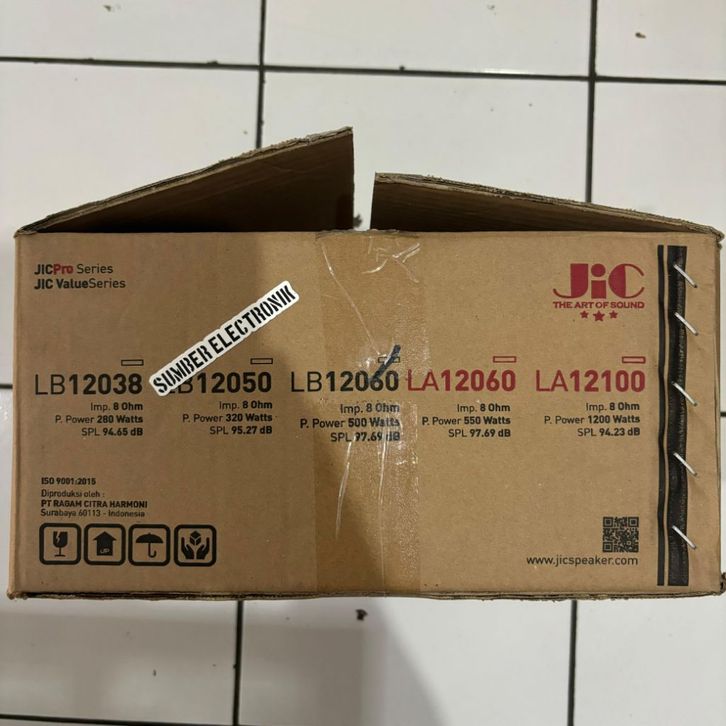 JICPro Series
JIC ValueSeries
JiC
THE ART OF SOUND
SUMBER ELECTRONIK
LB12038
Imp. 8 Ohm
P. Power 280 Watts
SPL 94.65 dB
LB12050
Imp. 8 Ohm
P. Power 320 Watts
SPL 95.27 dB
LB12060
Imp. 8 Ohm
P. Power 500 Watts
SPL 97.69 dB
LA12060
Imp. 8 Ohm
P. Power 550 Watts
SPL 97.69 dB
LA12100
Imp. 8 Ohm
P. Power 1200 Watts
SPL 94.23 dB
ISO 9001:2015
Diproduksi oleh :
PT RAGAM CITRA HARMONI
Surabaya 60113 - Indonesia
UP
www.jicspeaker.com